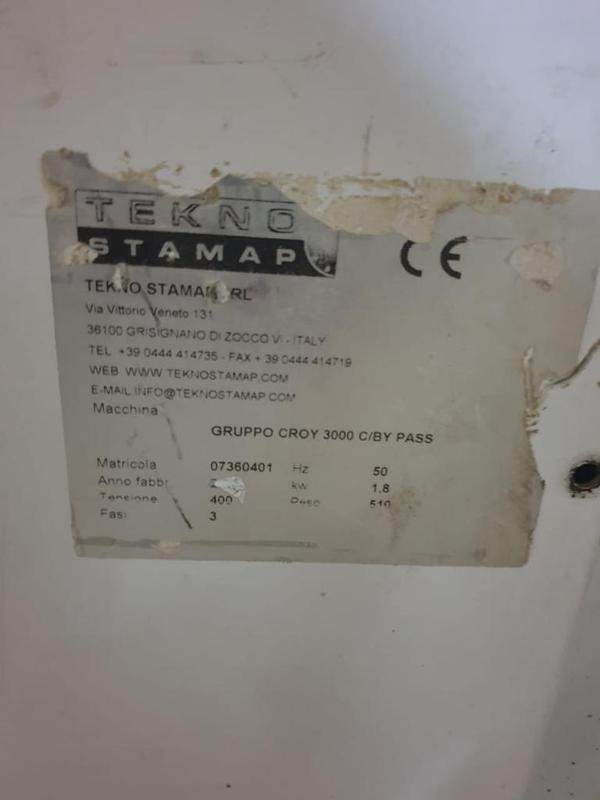 TEKNO
STAMAP
CE
TEKNO STAMAP SRL
Via Vittorio Veneto 131
36100 GRISIGNANO DI ZOCCO VI - ITALY
TEL +39 0444 414735 - FAX + 39 0444 414719
WEB WWW.TEKNOSTAMAP.COM
E-MAIL INFO@TEKNOSTAMAP.COM
Macchina
GRUPPO CROY 3000 C/BY PASS
Matricola 07360401 Hz 50
Anno fabbr kw 1,8
Tensione 400 Peso 510
Fasi 3